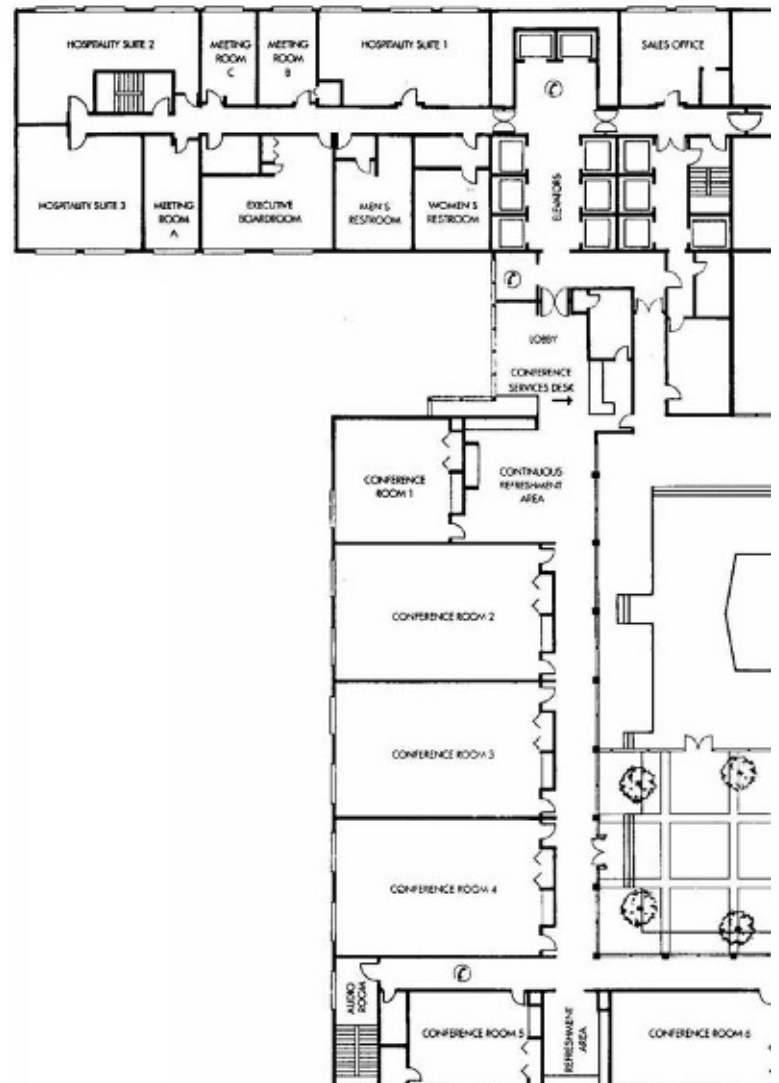 HOSPITALITY SUITE 2
MEETING
ROOM
C
MEETING
ROOM
B
HOSPITALITY SUITE 1
SALES OFFICE
HOSPITALITY SUITE 3
MEETING
ROOM
A
EXECUTIVE
BOARDROOM
MEN'S
RESTROOM
WOMEN'S
RESTROOM
ELEVATORS
LOBBY
CONFERENCE
SERVICES DESK
CONFERENCE
ROOM 1
CONTINUOUS
REFRESHMENT
AREA
CONFERENCE ROOM 2
CONFERENCE ROOM 3
CONFERENCE ROOM 4
AUDIO
ROOM
CONFERENCE ROOM 5
REFRESHMENT
AREA
CONFERENCE ROOM 6